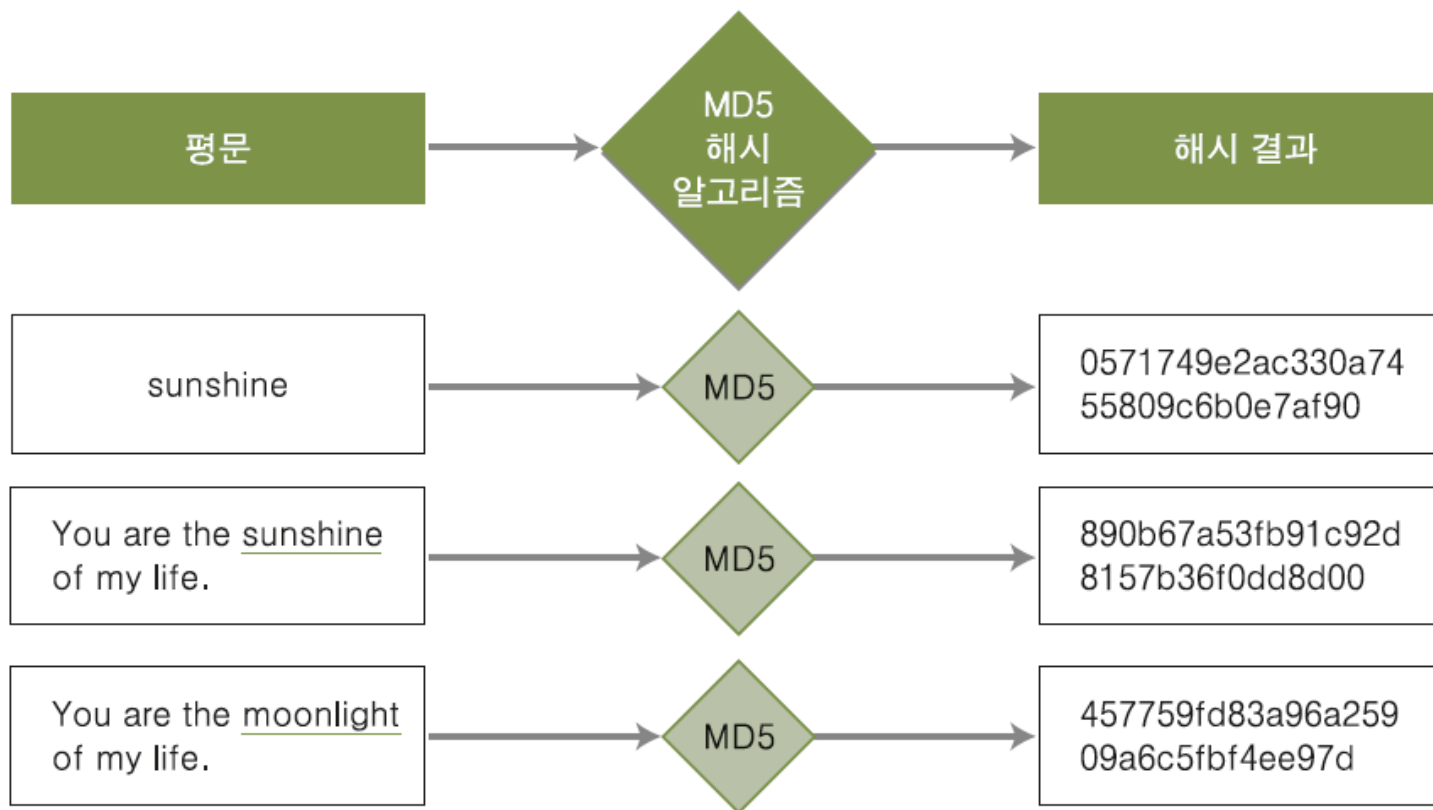 평문
MD5
해시
알고리즘
해시 결과
sunshine
MD5
0571749e2ac330a74
55809c6b0e7af90
You are the sunshine
of my life.
MD5
890b67a53fb91c92d
8157b36f0dd8d00
You are the moonlight
of my life.
MD5
457759fd83a96a259
09a6c5fbf4ee97d